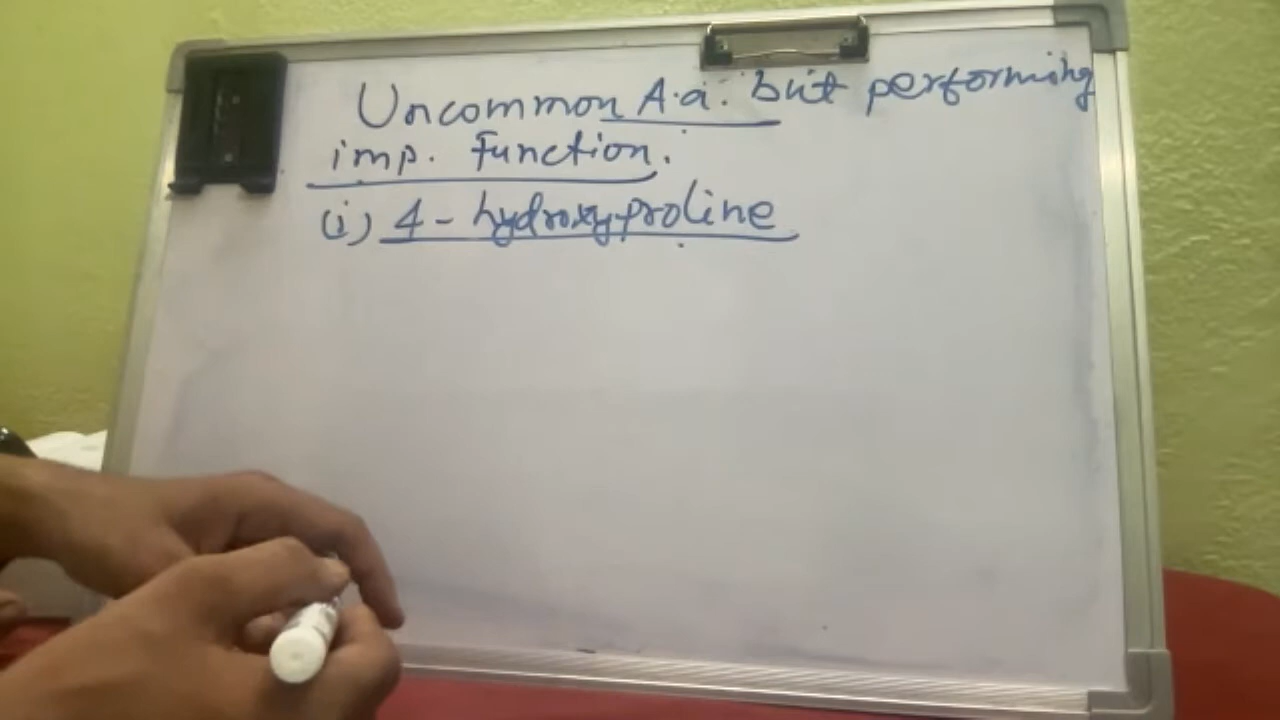 Uncommon A.a. but performing
imp. function.
(i) 4-hydroxyproline